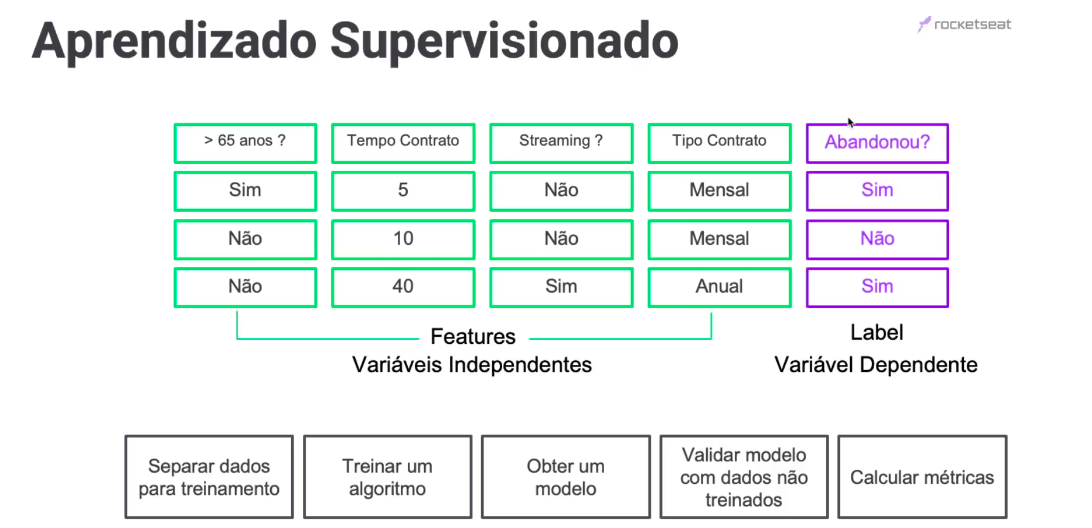 rocketseat
Aprendizado Supervisionado
> 65 anos ? Tempo Contrato Streaming ? Tipo Contrato Abandonou?
Sim 5 Não Mensal Sim
Não 10 Não Mensal Não
Não 40 Sim Anual Sim
Features
Variáveis Independentes
Label
Variável Dependente
Separar dados
para treinamento
Treinar um
algoritmo
Obter um
modelo
Validar modelo
com dados não
treinados
Calcular métricas